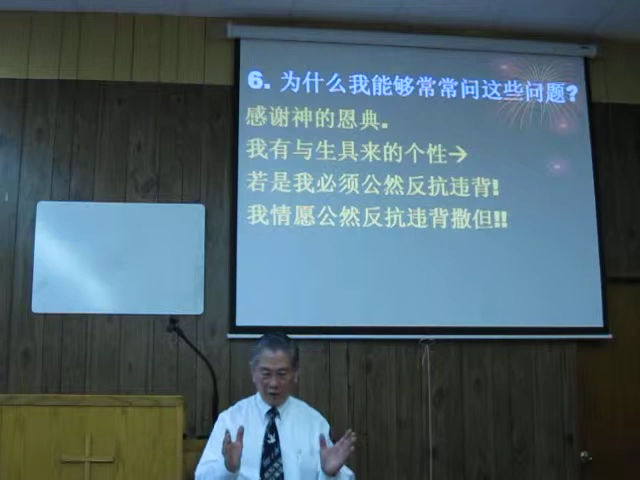 6. 为什么我能够常常问这些问题?
感谢神的恩典.
我有与生具来的个性→
若是我必须公然反抗违背!
我情愿公然反抗违背撒但!!